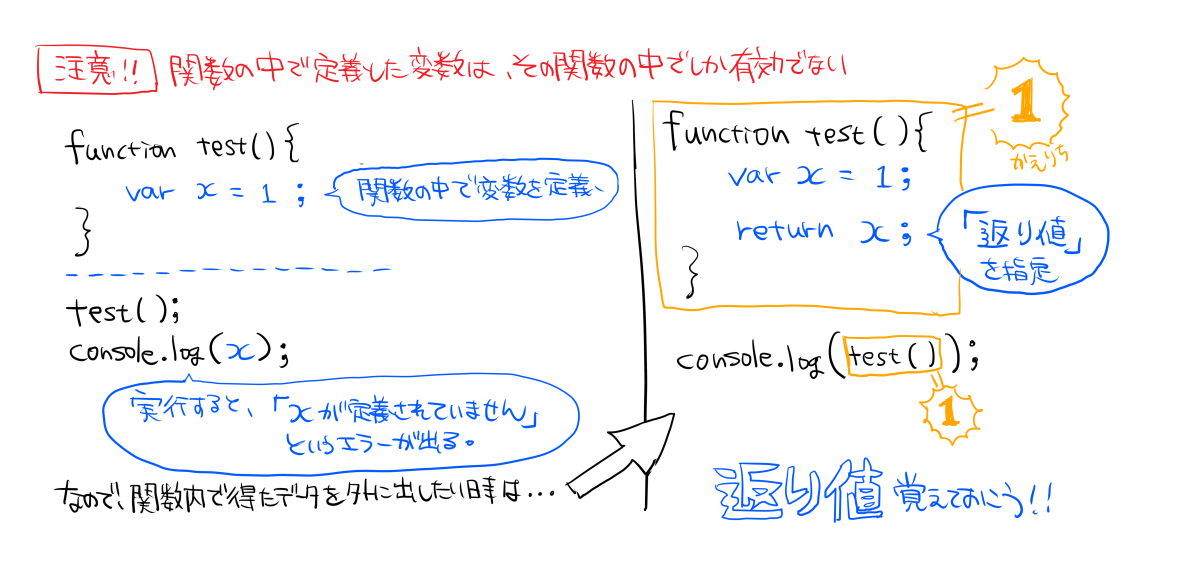 注意!! 関数の中で定義した変数は、その関数の中でしか有効でない
function test(){
var x = 1 ;
関数の中で変数を定義、
}
test();
console.log(x);
実行すると、「xが定義されていません」
というエラーが出る。
なので、関数内で得たデータを外に出したい時は...
function test(){
var x = 1;
return x;
}
「返り値」
を指定
1
かえりち
console.log(test());
1
返り値 覚えておこう!!